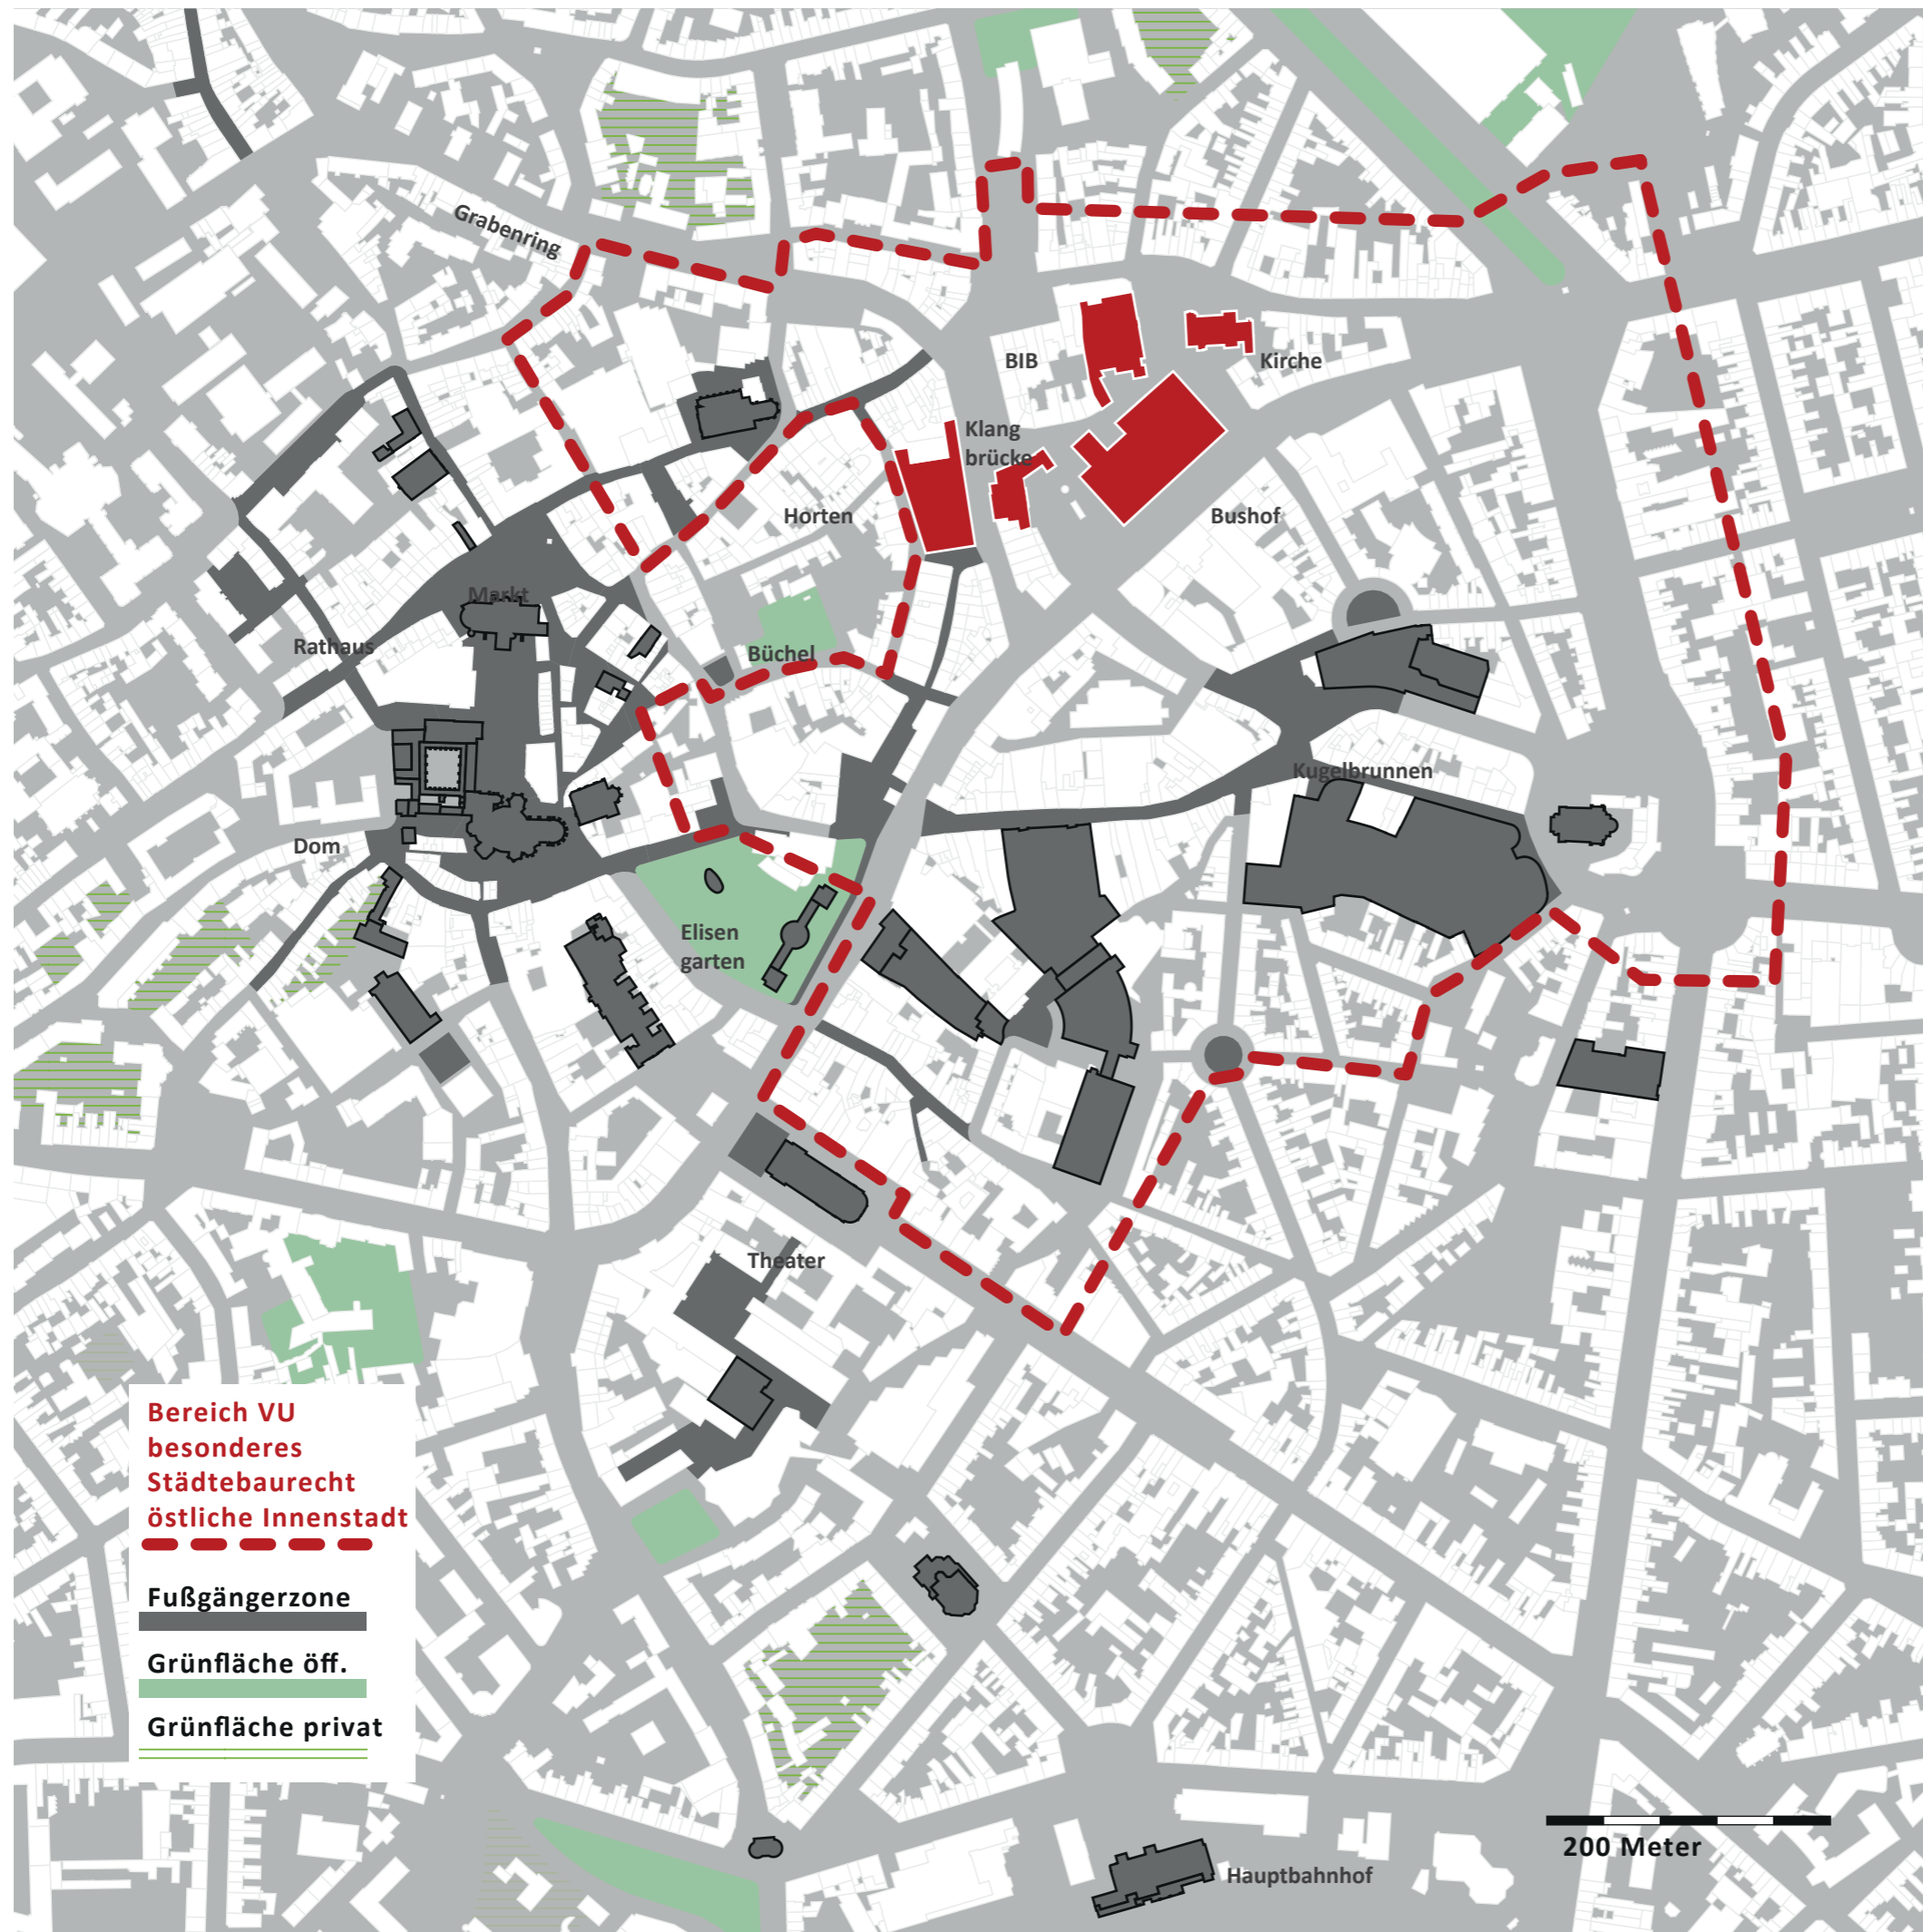 Grabenring
BIB
Kirche
Klang
brücke
Horten
Bushof
Markt
Rathaus
Büchel
Kugelbrunnen
Dom
Elisen
garten
Theater
Bereich VU
besonderes
Städtebaurecht
östliche Innenstadt
Fußgängerzone
Grünfläche öff.
Grünfläche privat
200 Meter
Hauptbahnhof